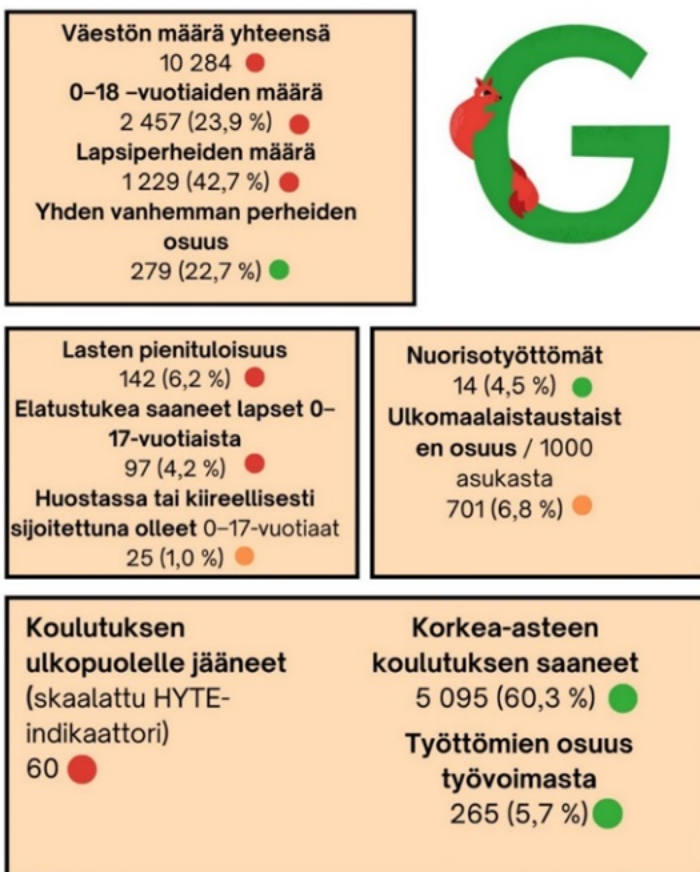 Väestön määrä yhteensä
10 284
0–18 –vuotiaiden määrä
2 457 (23,9 %)
Lapsiperheiden määrä
1 229 (42,7 %)
Yhden vanhemman perheiden
osuus
279 (22,7 %)
G
Lasten pienituloisuus
142 (6,2 %)
Elatustukea saaneet lapset 0–
17-vuotiaista
97 (4,2 %)
Huostassa tai kiireellisesti
sijoitettuna olleet 0–17-vuotiaat
25 (1,0 %)
Nuorisotyöttömät
14 (4,5 %)
Ulkomaalaistaustaist
en osuus / 1000
asukasta
701 (6,8 %)
Koulutuksen
ulkopuolelle jääneet
(skaalattu HYTE-
indikaattori)
60
Korkea-asteen
koulutuksen saaneet
5 095 (60,3 %)
Työttömien osuus
työvoimasta
265 (5,7 %)